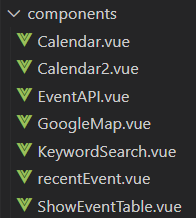 components
Calendar.vue
Calendar2.vue
EventAPI.vue
GoogleMap.vue
KeywordSearch.vue
recentEvent.vue
ShowEventTable.vue